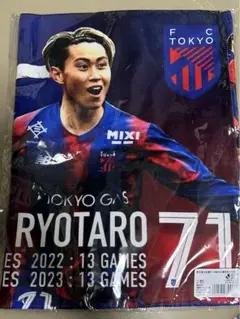 F C
TOKYO
MIXI
TOKYO GAS
RYOTARO
71
ES 2022 : 13 GAMES
ES 2023 : 13 GAMES